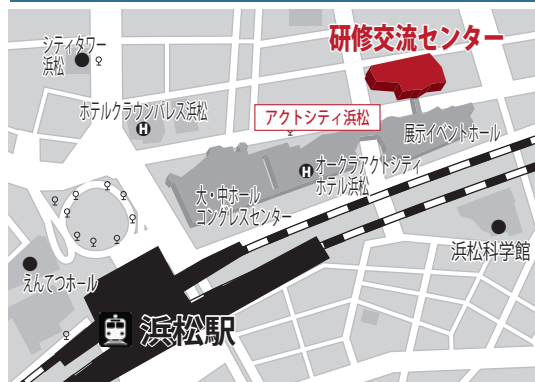 研修交流センター
シティタワー
浜松
ホテルクラウンパレス浜松
H
アクトシティ浜松
展示イベントホール
H
オークラアクトシティ
ホテル浜松
大・中ホール
コングレスセンター
浜松科学館
えんてつホール
浜松駅